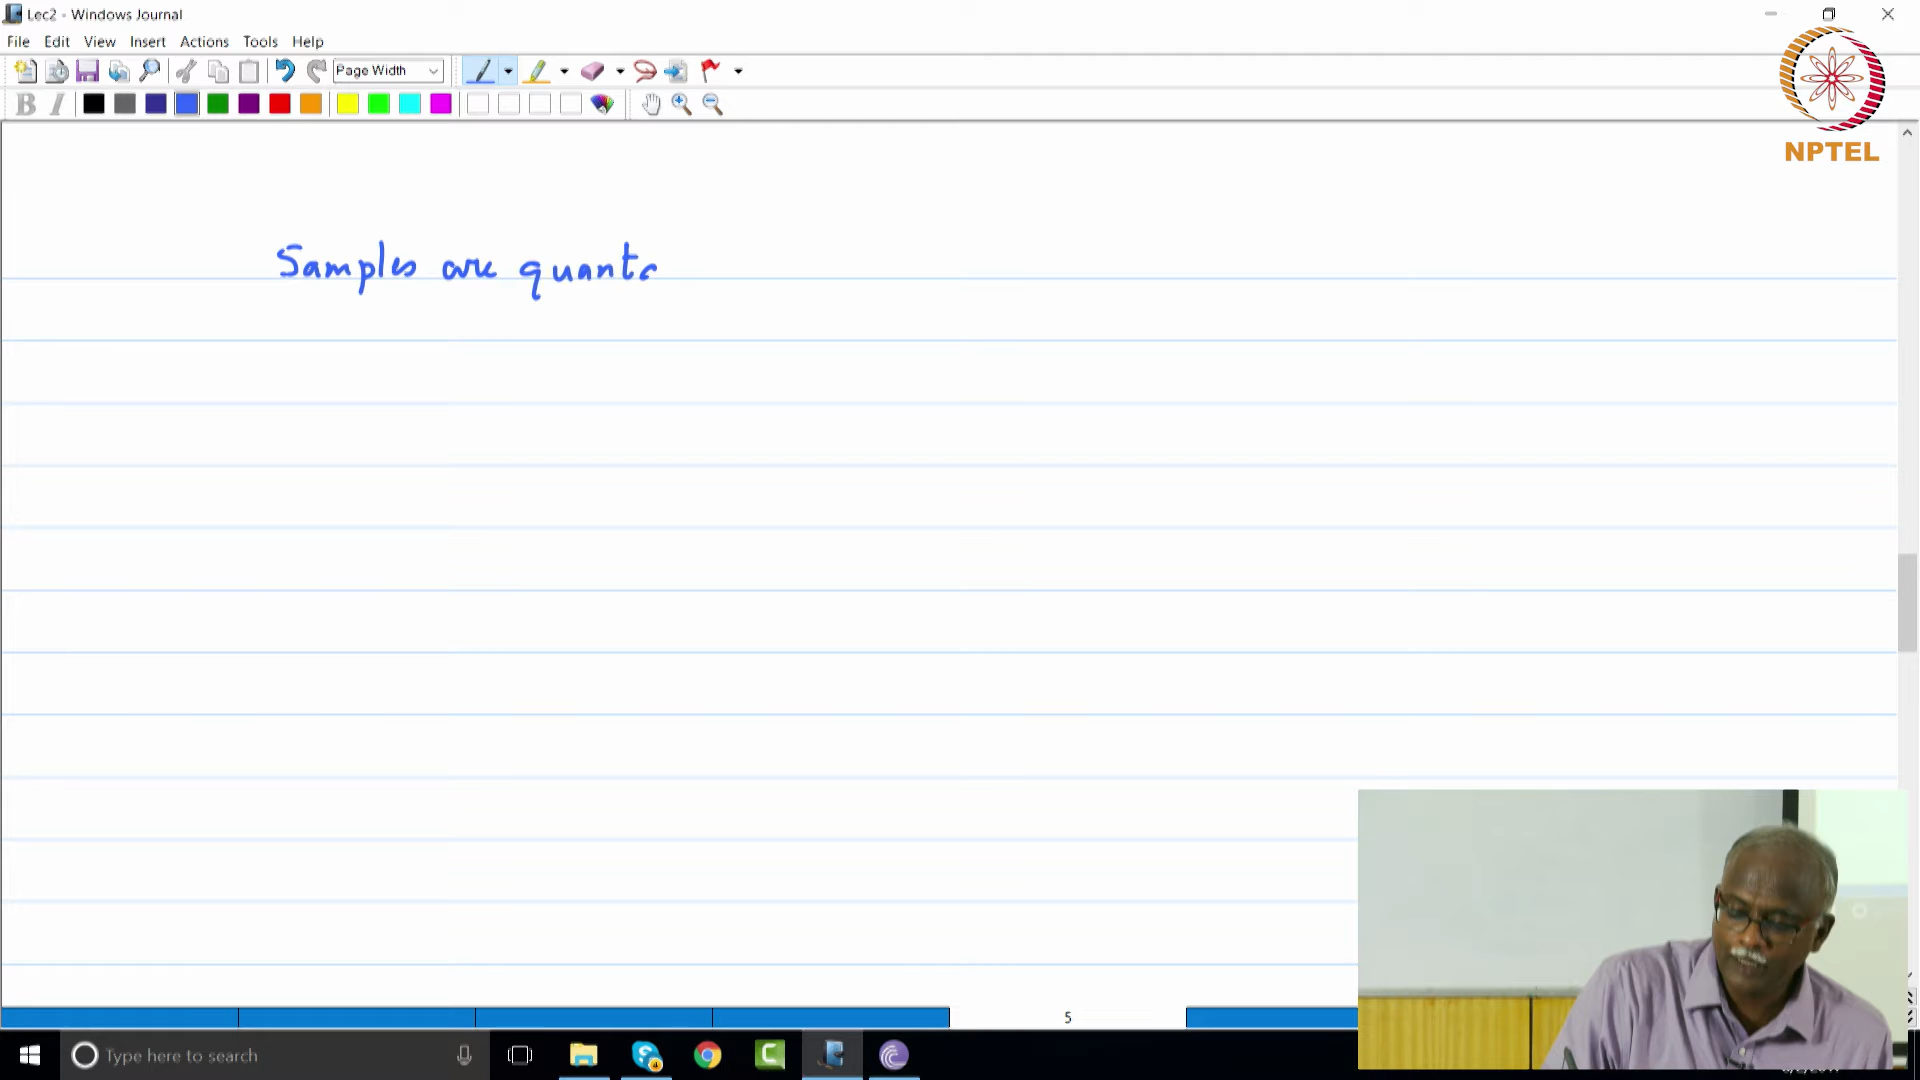 Lec2 - Windows Journal
File Edit View Insert Actions Tools Help
Page Width
B I
NPTEL
Samples are quant
5
Type here to search